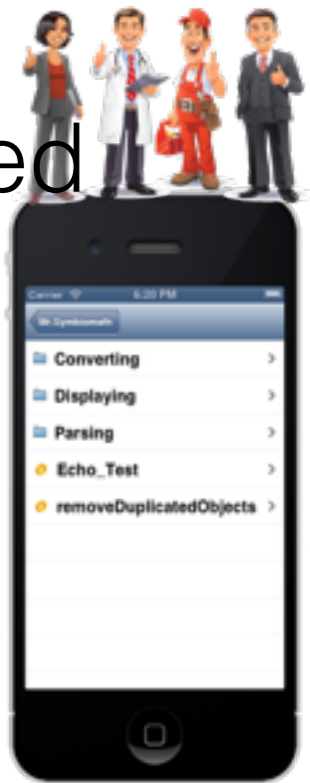 ed
Carrier 6:20 PM
Converting
Displaying
Parsing
Echo_Test
removeDuplicatedObjects